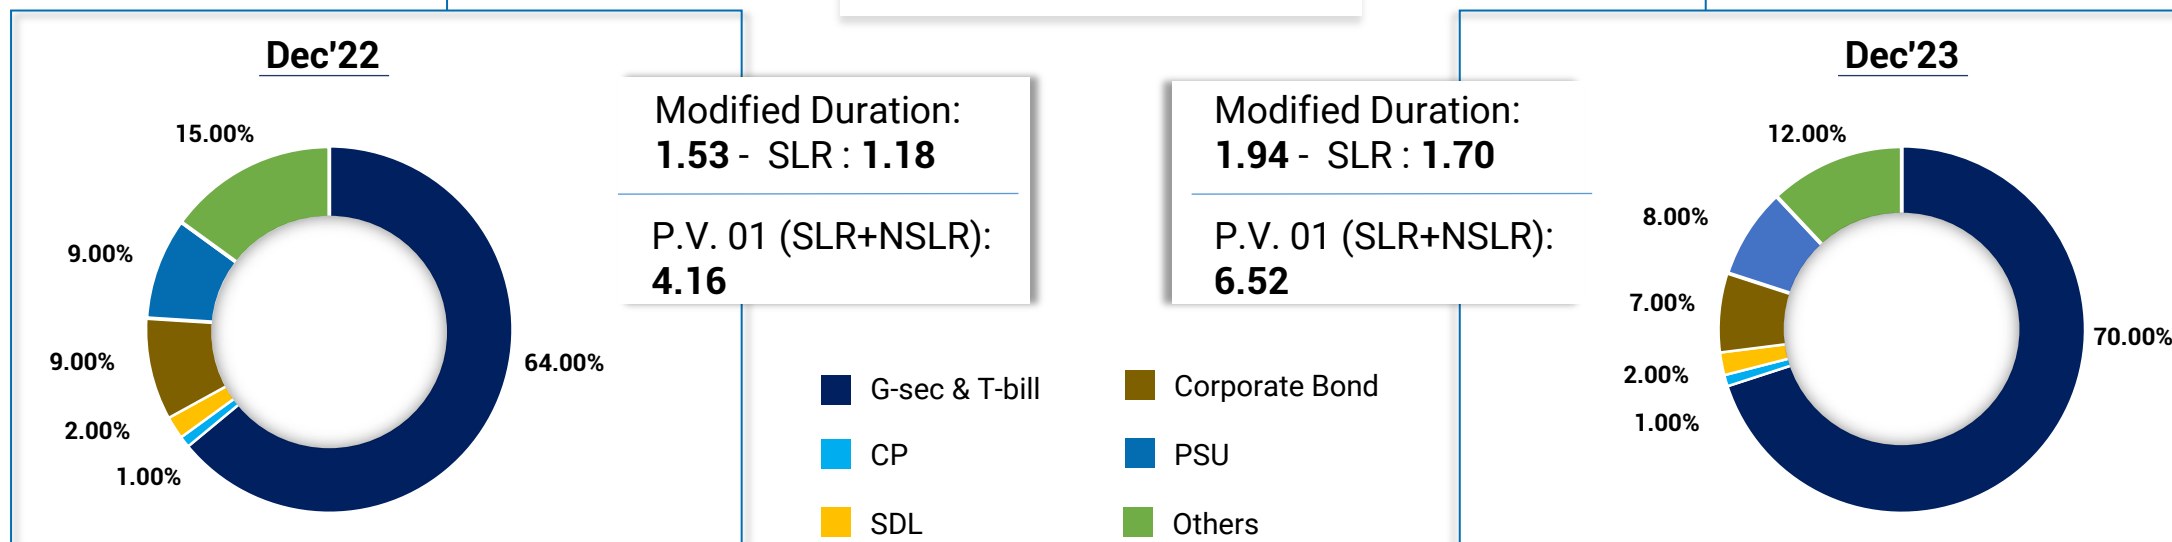 Dec'22
15.00%
9.00%
9.00%
2.00%
1.00%
64.00%
Modified Duration:
1.53 - SLR : 1.18
P.V. 01 (SLR+NSLR):
4.16
Modified Duration:
1.94 - SLR : 1.70
P.V. 01 (SLR+NSLR):
6.52
G-sec & T-bill
Corporate Bond
CP
PSU
SDL
Others
Dec'23
12.00%
8.00%
7.00%
2.00%
1.00%
70.00%